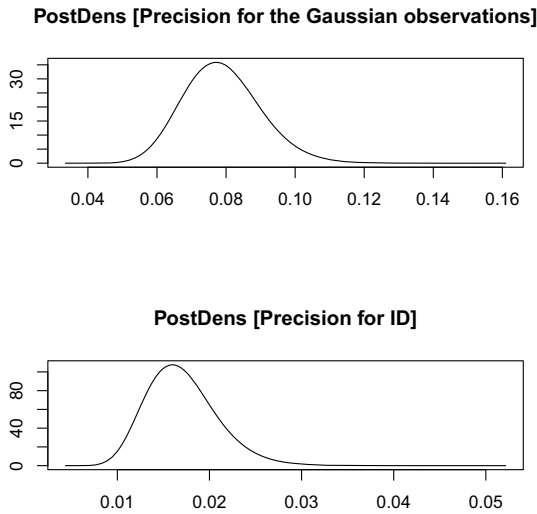 PostDens [Precision for the Gaussian observations]
30
15
0
0.04 0.06 0.08 0.10 0.12 0.14 0.16
PostDens [Precision for ID]
80
40
0
0.01 0.02 0.03 0.04 0.05